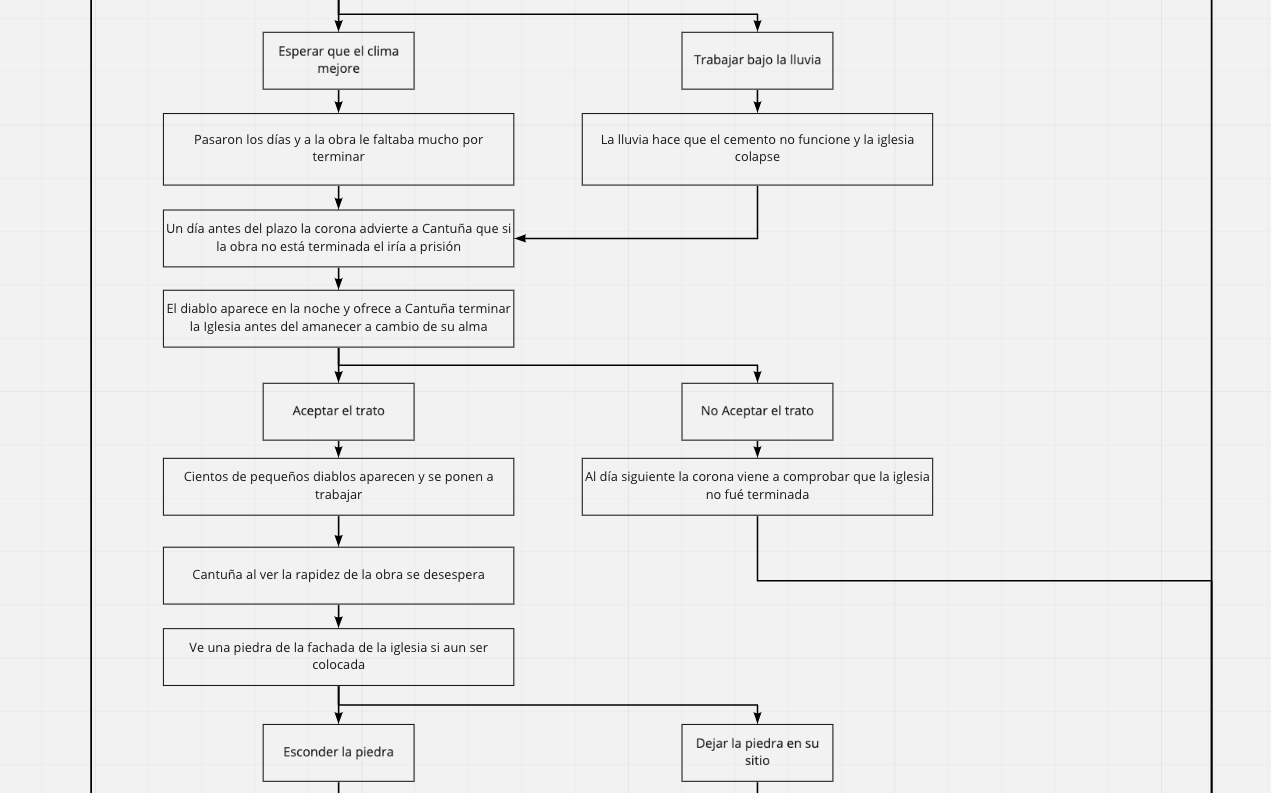 Esperar que el clima
mejore
Trabajar bajo la lluvia
Pasaron los días y a la obra le faltaba mucho por
terminar
La lluvia hace que el cemento no funcione y la iglesia
colapse
Un día antes del plazo la corona advierte a Cantuña que si
la obra no está terminada el iría a prisión
El diablo aparece en la noche y ofrece a Cantuña terminar
la Iglesia antes del amanecer a cambio de su alma
Aceptar el trato
No Aceptar el trato
Cientos de pequeños diablos aparecen y se ponen a
trabajar
Al día siguiente la corona viene a comprobar que la iglesia
no fué terminada
Cantuña al ver la rapidez de la obra se desespera
Ve una piedra de la fachada de la iglesia si aun ser
colocada
Esconder la piedra
Dejar la piedra en su
sitio